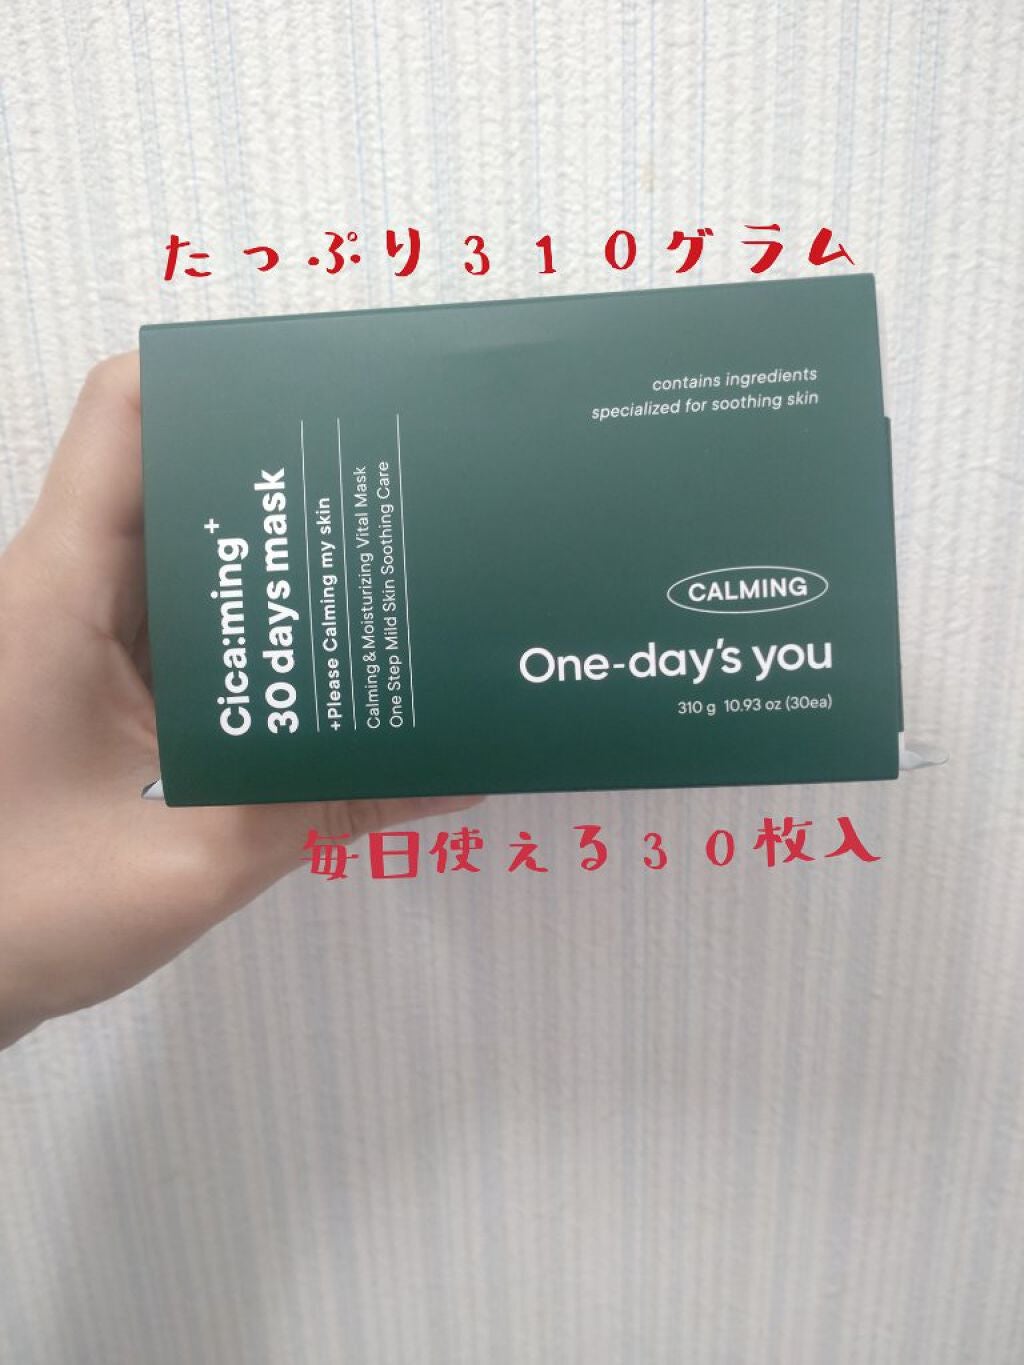 たっぷり３１０グラム
contains ingredients
specialized for soothing skin
Cica:ming+
30 days mask
+Please Calming my skin
Calming & Moisturizing Vital Mask
One Step Mild Skin Soothing Care
CALMING
One-day's you
310 g 10.93 oz (30ea)
毎日使える３０枚入